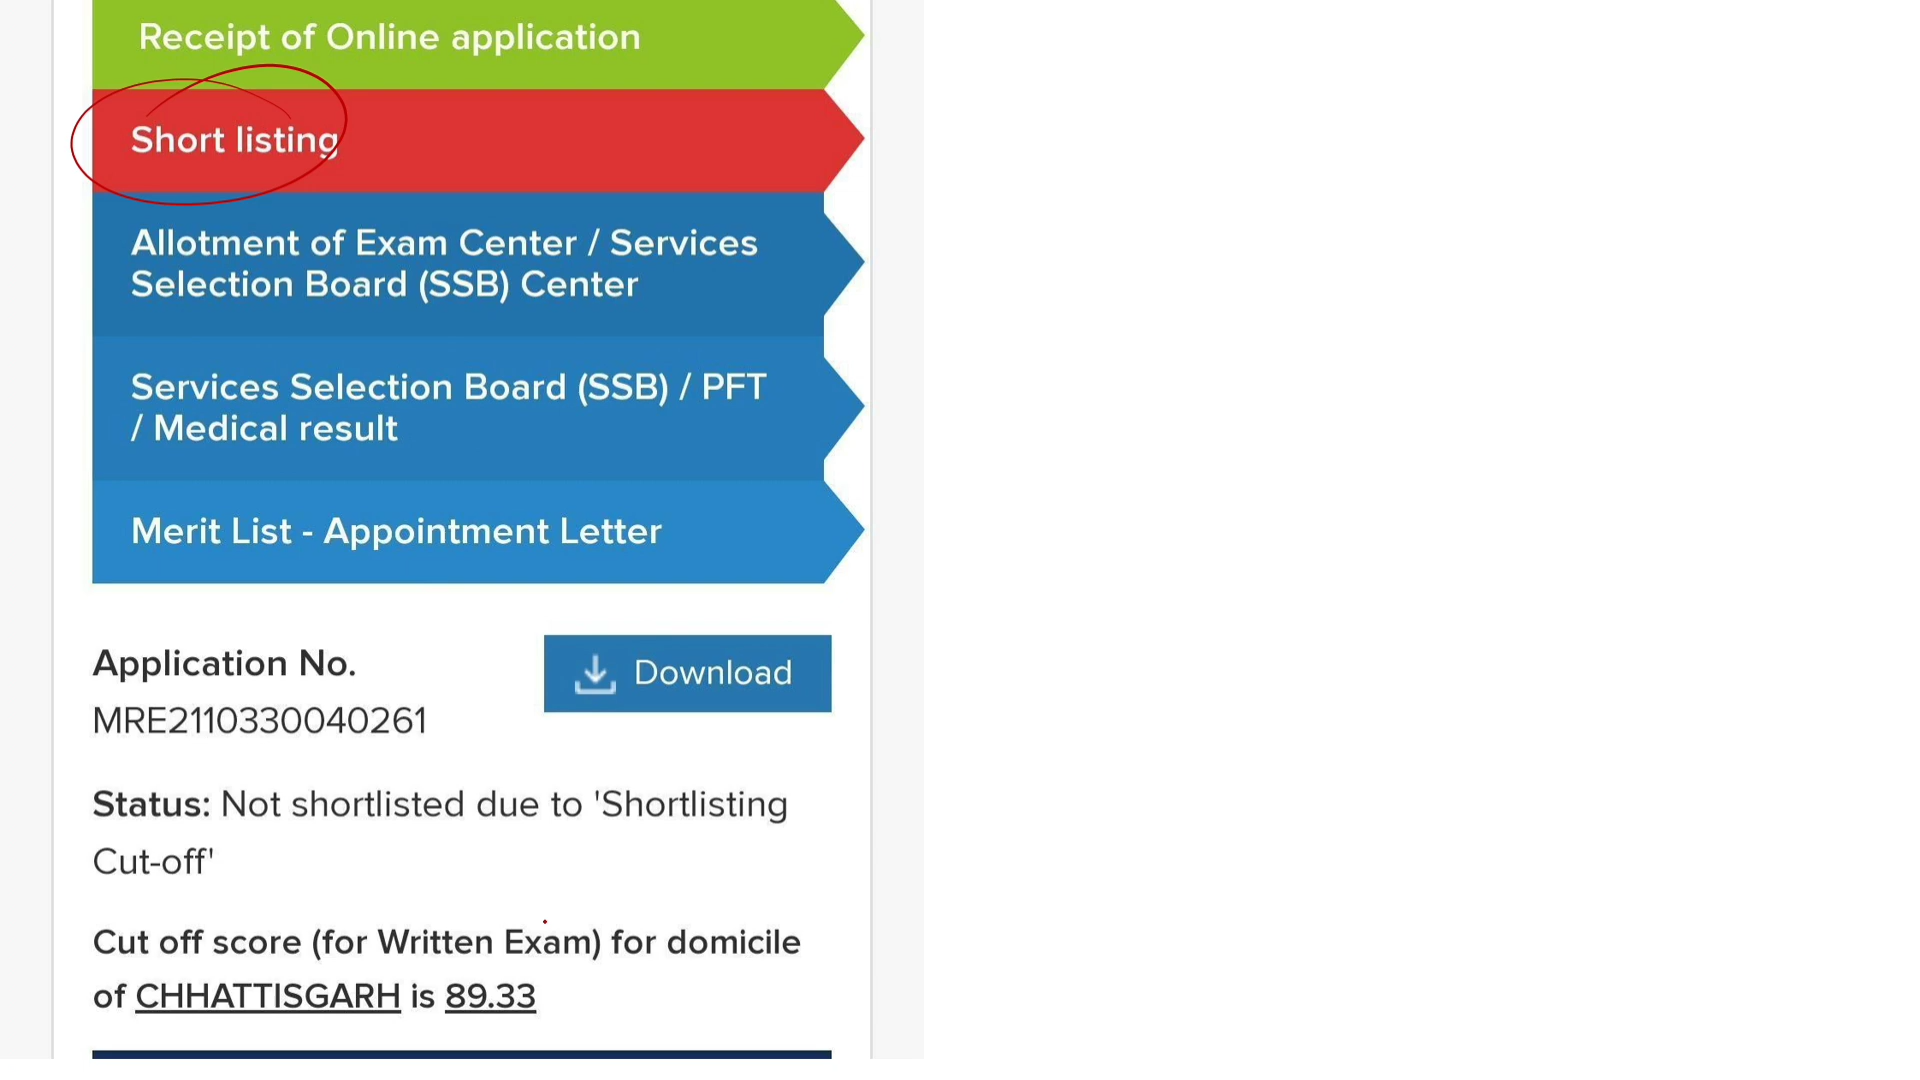 Receipt of Online application
Short listing
Allotment of Exam Center / Services
Selection Board (SSB) Center
Services Selection Board (SSB) / PFT
/ Medical result
Merit List - Appointment Letter
Application No.
Download
MRE2110330040261
Status: Not shortlisted due to 'Shortlisting
Cut-off'
Cut off score (for Written Exam) for domicile
of CHHATTISGARH is 89.33